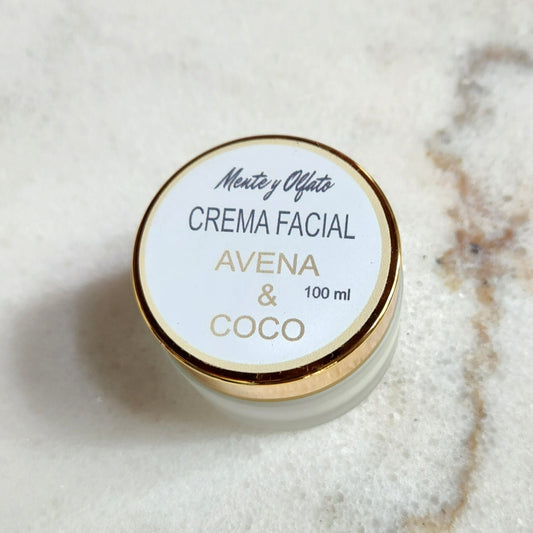 Mente y Olfato
CREMA FACIAL
AVENA
&
100 ml
COCO